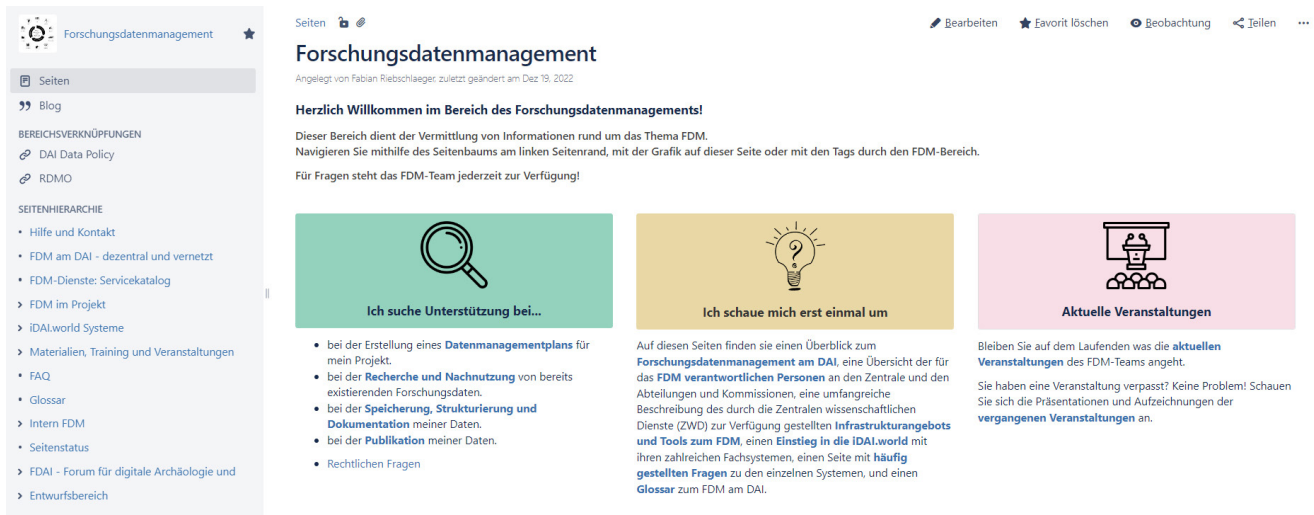 Forschungsdatenmanagement
Seiten
Blog
BEREICHSVERKNÜPFUNGEN
DAI Data Policy
RDMO
SEITENHIERARCHIE
• Hilfe und Kontakt
• FDM am DAI - dezentral und vernetzt
• FDM-Dienste: Servicekatalog
> FDM im Projekt
> iDAI.world Systeme
> Materialien, Training und Veranstaltungen
• FAQ
• Glossar
> Intern FDM
• Seitenstatus
> FDAI - Forum für digitale Archäologie und
> Entwurfsbereich
Seiten
Bearbeiten Favorit löschen Beobachtung Teilen ...
Forschungsdatenmanagement
Angelegt von Fabian Riebschlaeger, zuletzt geändert am Dez 19, 2022
Herzlich Willkommen im Bereich des Forschungsdatenmanagements!
Dieser Bereich dient der Vermittlung von Informationen rund um das Thema FDM.
Navigieren Sie mithilfe des Seitenbaums am linken Seitenrand, mit der Grafik auf dieser Seite oder mit den Tags durch den FDM-Bereich.
Für Fragen steht das FDM-Team jederzeit zur Verfügung!
Ich suche Unterstützung bei...
• bei der Erstellung eines Datenmanagementplans für
mein Projekt.
• bei der Recherche und Nachnutzung von bereits
existierenden Forschungsdaten.
• bei der Speicherung, Strukturierung und
Dokumentation meiner Daten.
• bei der Publikation meiner Daten.
• Rechtlichen Fragen
?
Ich schaue mich erst einmal um
Auf diesen Seiten finden sie einen Überblick zum
Forschungsdatenmanagement am DAI, eine Übersicht der für
das FDM verantwortlichen Personen an den Zentrale und den
Abteilungen und Kommissionen, eine umfangreiche
Beschreibung des durch die Zentralen wissenschaftlichen
Dienste (ZWD) zur Verfügung gestellten Infrastrukturangebots
und Tools zum FDM, einen Einstieg in die iDAI.world mit
ihren zahlreichen Fachsystemen, einen Seite mit häufig
gestellten Fragen zu den einzelnen Systemen, und einen
Glossar zum FDM am DAI.
Aktuelle Veranstaltungen
Bleiben Sie auf dem Laufenden was die aktuellen
Veranstaltungen des FDM-Teams angeht.
Sie haben eine Veranstaltung verpasst? Keine Problem! Schauen
Sie sich die Präsentationen und Aufzeichnungen der
vergangenen Veranstaltungen an.